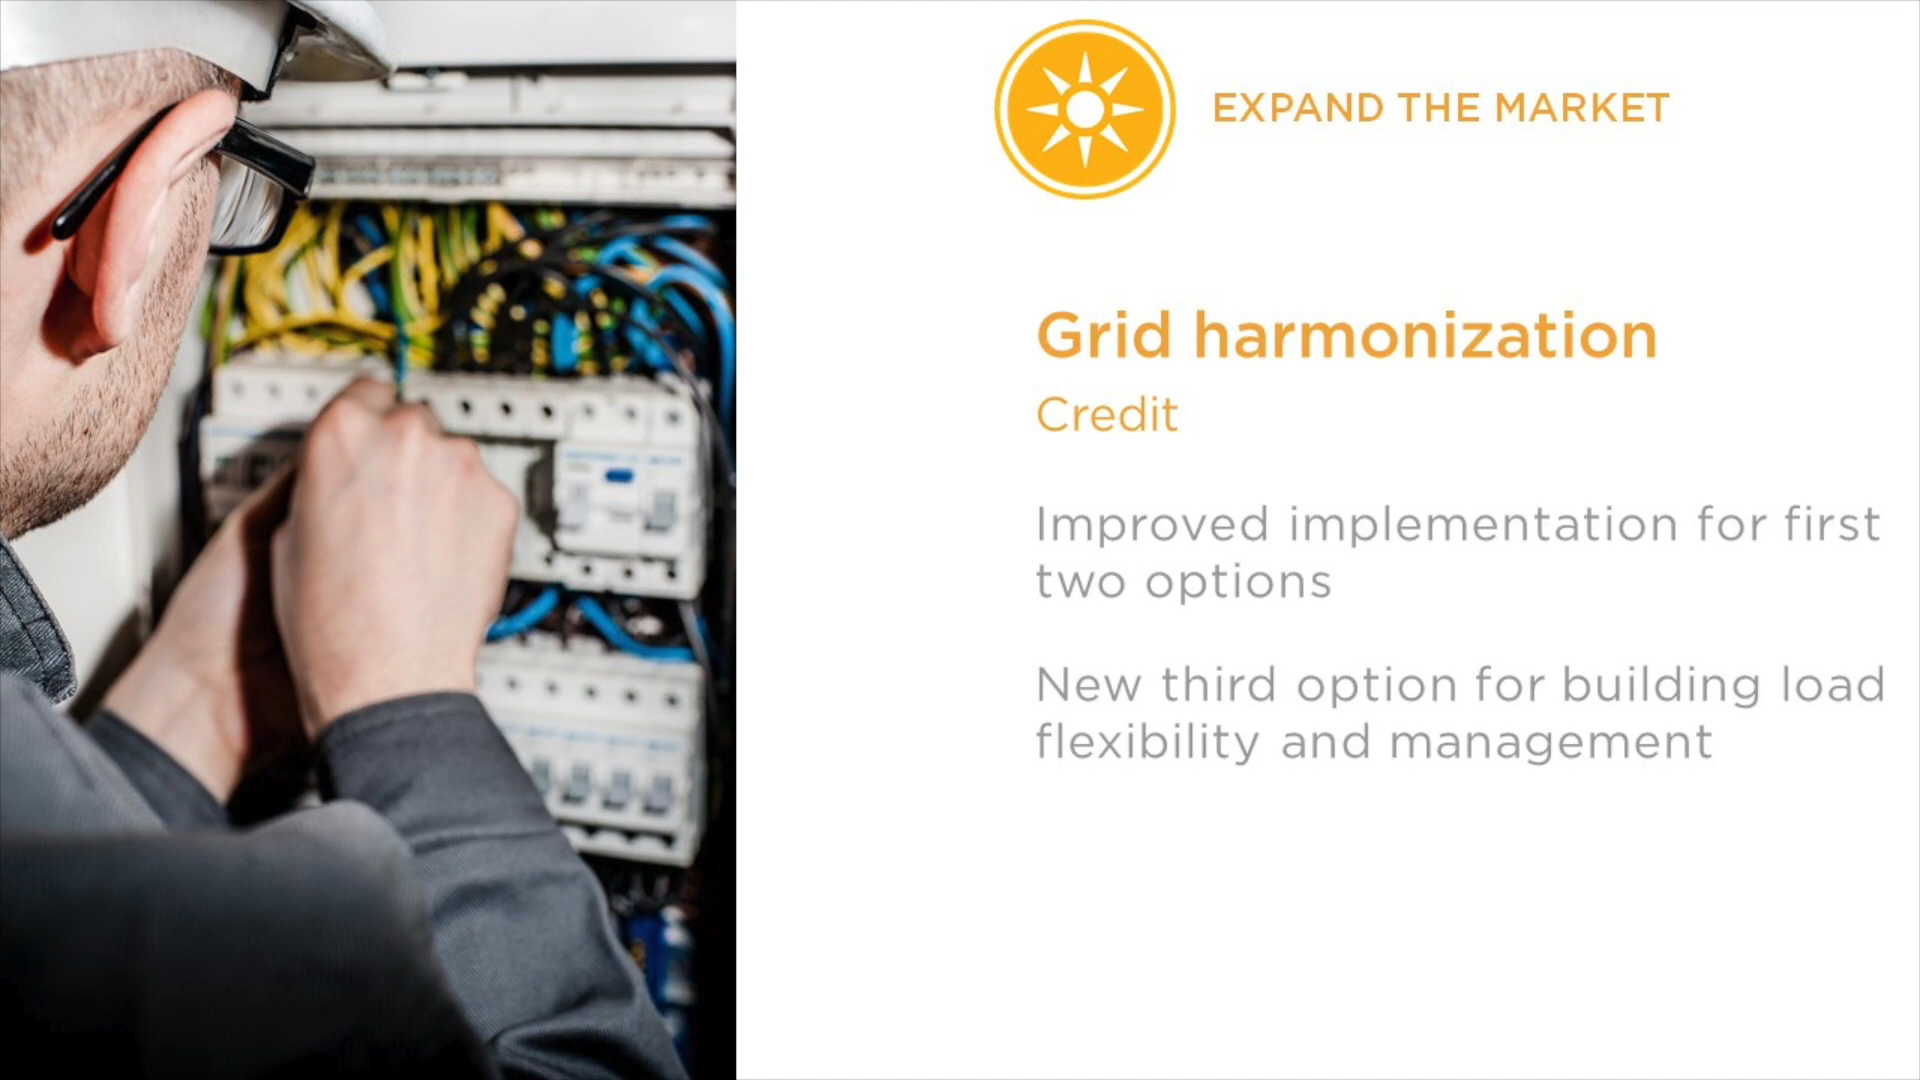 EXPAND THE MARKET
Grid harmonization
Credit
Improved implementation for first
two options
New third option for building load
flexibility and management